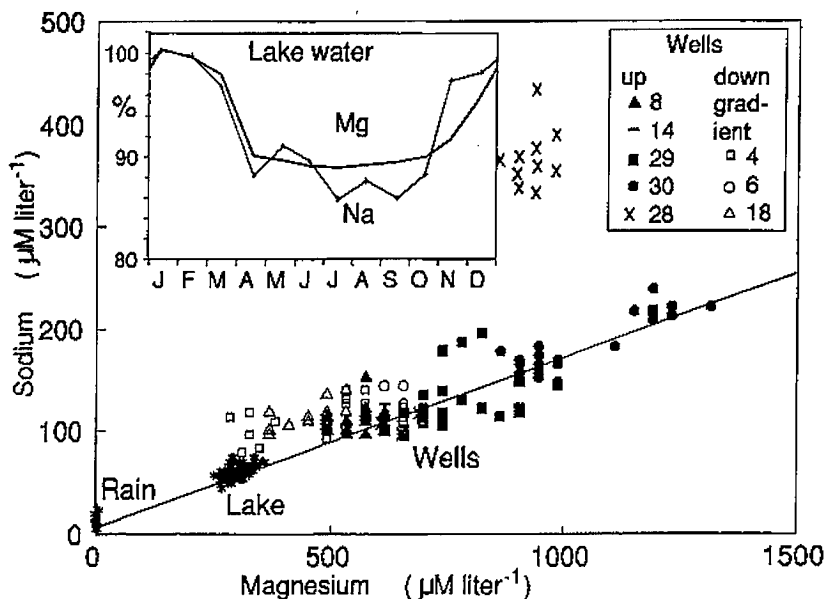 500
400
300
200
100
0
Sodium ( µM liter⁻¹ )
100
%
90
80
Lake water
Mg
Na
J F M A M J J A S O N D
Wells
up down
8 grad-
14 ient
29 4
30 6
28 18
Rain
Lake
Wells
0 500 1000 1500
Magnesium ( µM liter⁻¹ )